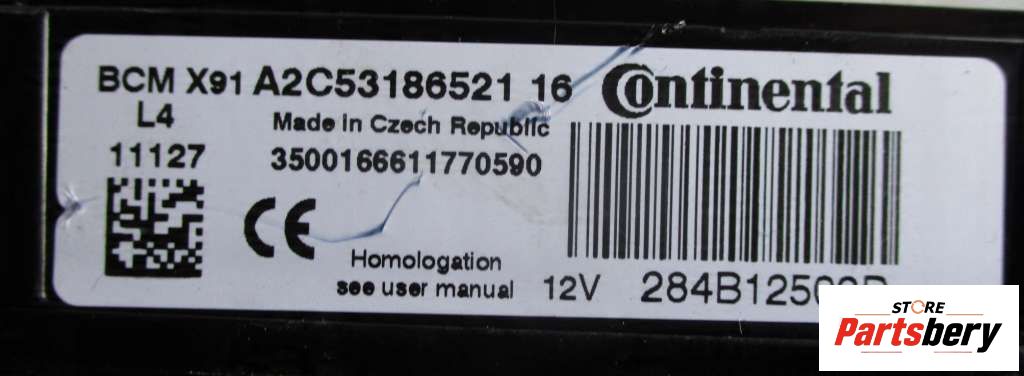 BCM X91 A2C53186521 16 Continental
L4
Made in Czech Republic
11127 3500166611770590
CE
Homologation
see user manual 12V
STORE
Partsbery